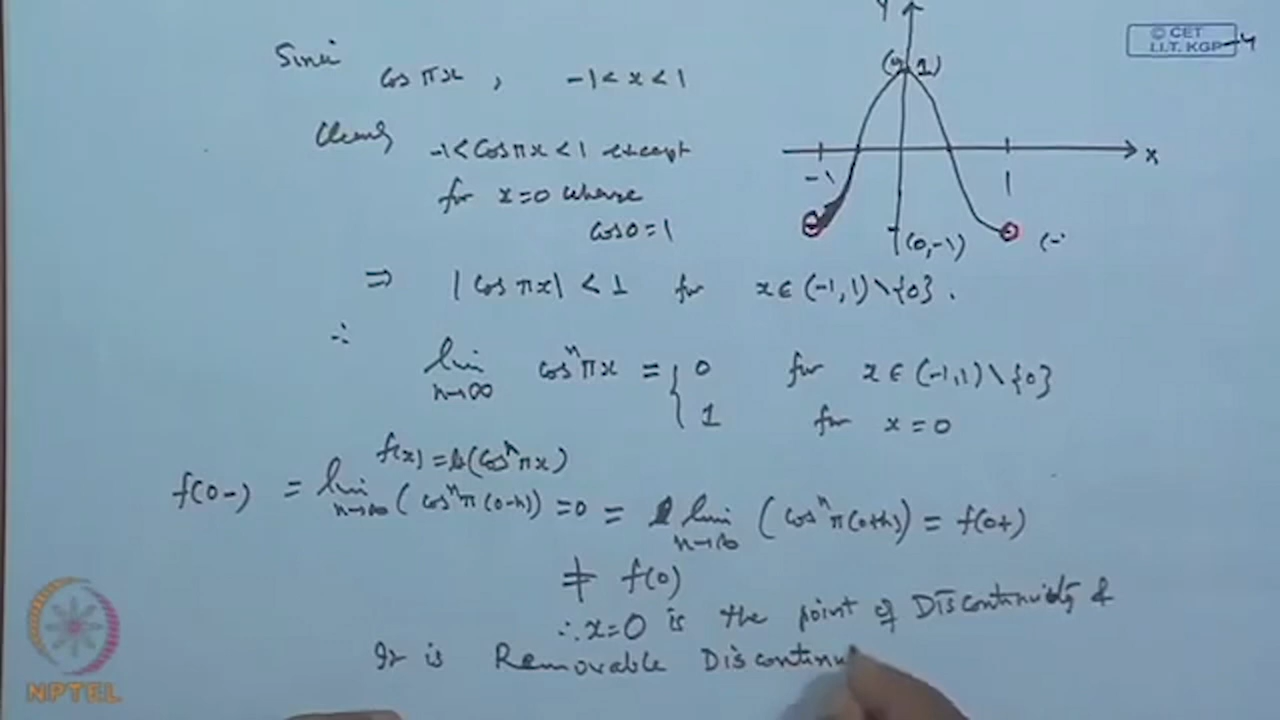 Since cos πx , -1 < x < 1
Clearly -1 < cos πx < 1 except
for x=0 where
cos 0 = 1
⇒ |cos πx| < 1 for x ∈ (-1,1) \ {0} .
∴ lim n→∞ cosⁿ πx = { 0 for x ∈ (-1,1) \ {0}
1 for x = 0
f(x) = (cosⁿ πx)
f(0-) = lim n→∞ (cosⁿ π(0-h)) = 0 = lim n→∞ (cosⁿ π(0+h)) = f(0+)
≠ f(0)
∴ x=0 is the point of Discontinuity &
It is Removable Discontinu
y
1)
x
-1
1
(0,-1)
(-
© CET
I.I.T. KGP
NPTEL